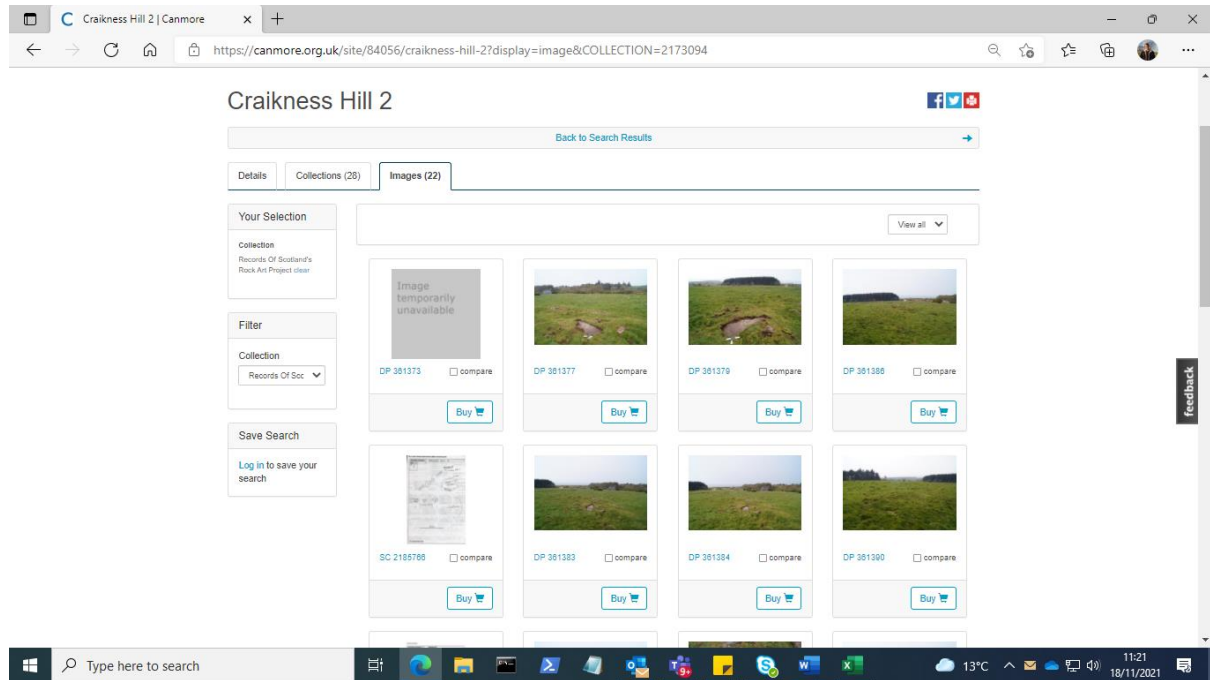 Craikness Hill 2 | Canmore
https://canmore.org.uk/site/84056/craikness-hill-2?display=image&COLLECTION=2173094
Craikness Hill 2
Back to Search Results
Details
Collections (28)
Images (22)
Your Selection
Collection
Records Of Scotland's
Rock Art Project clear
Filter
Collection
Records Of Scc
Save Search
Log in to save your
search
View all
Image
temporarily
unavailable
DP 361373
compare
Buy
DP 361377
compare
Buy
DP 361379
compare
Buy
DP 361386
compare
Buy
SC 2185766
compare
Buy
DP 361383
compare
Buy
DP 361384
compare
Buy
DP 361390
compare
Buy
feedback
Type here to search
13°C
11:21
18/11/2021